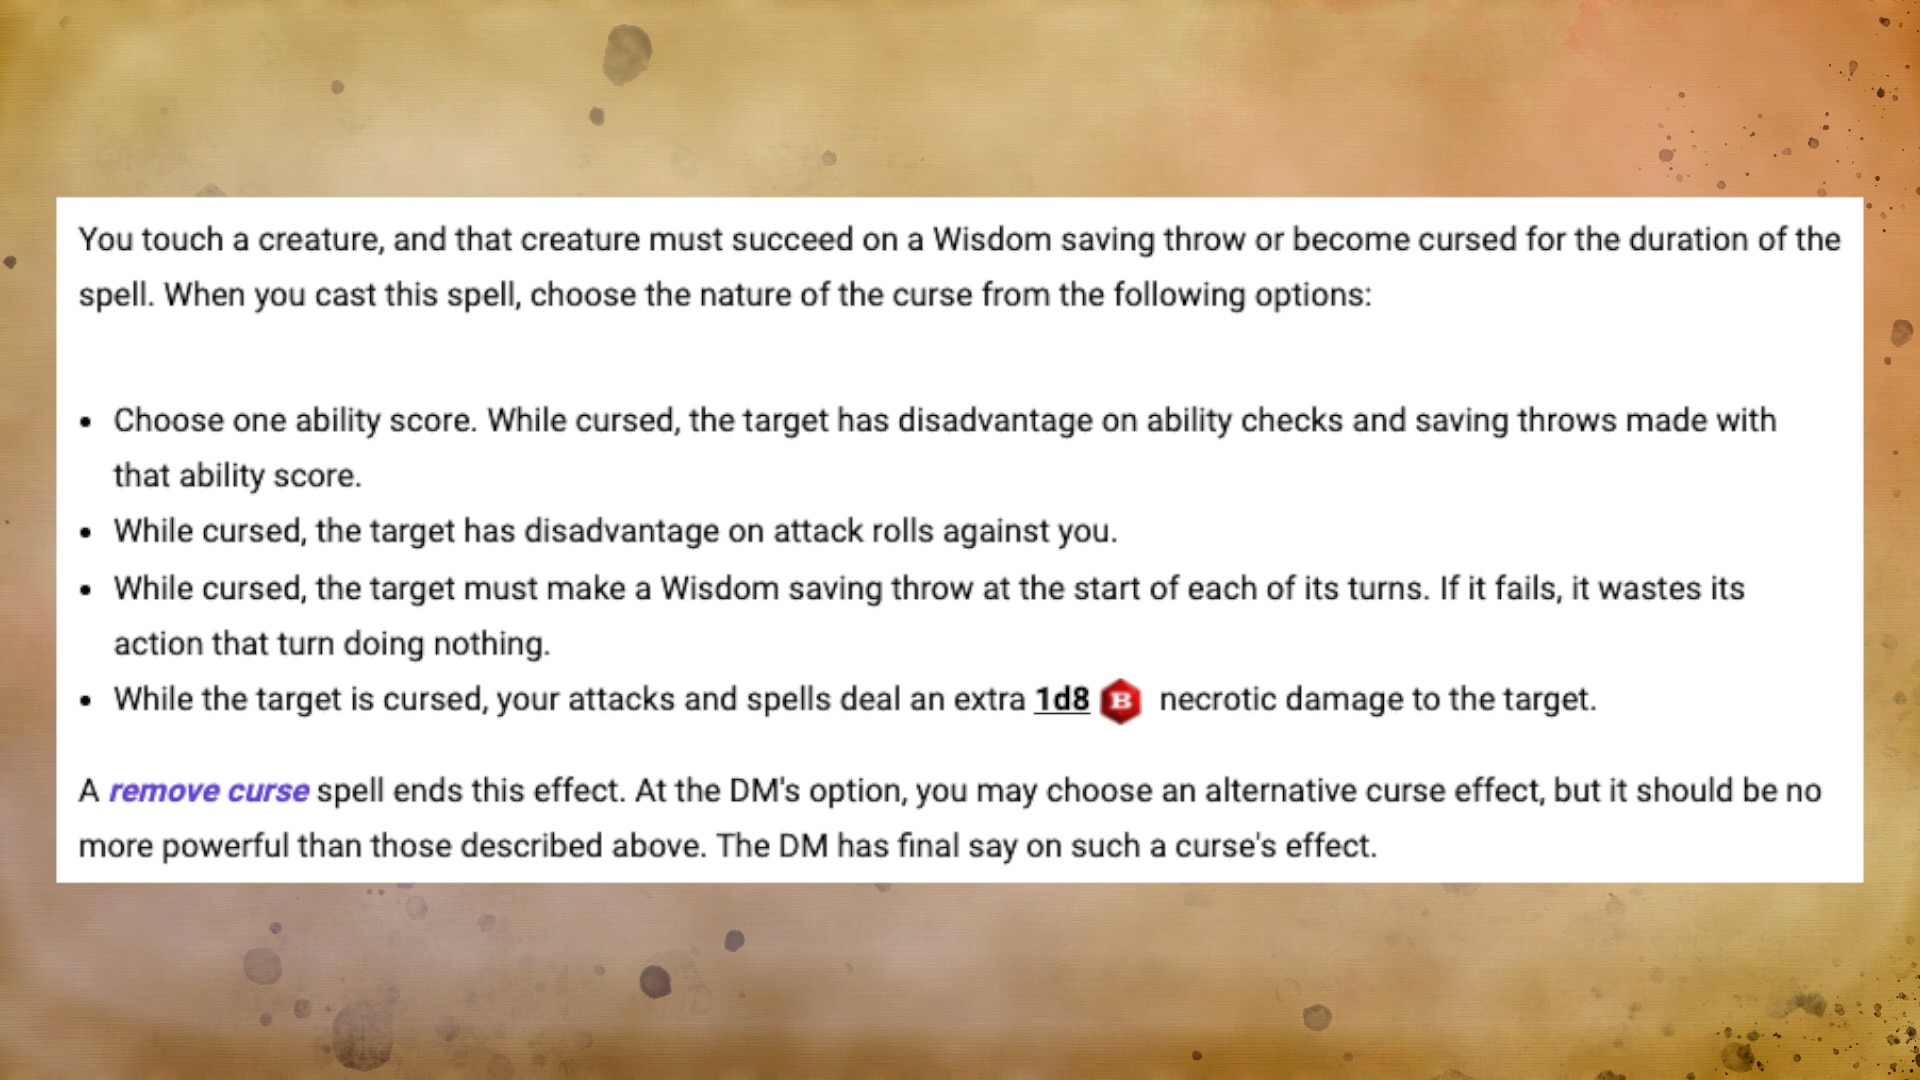 You touch a creature, and that creature must succeed on a Wisdom saving throw or become cursed for the duration of the
spell. When you cast this spell, choose the nature of the curse from the following options:
• Choose one ability score. While cursed, the target has disadvantage on ability checks and saving throws made with
that ability score.
• While cursed, the target has disadvantage on attack rolls against you.
• While cursed, the target must make a Wisdom saving throw at the start of each of its turns. If it fails, it wastes its
action that turn doing nothing.
• While the target is cursed, your attacks and spells deal an extra 1d8 B necrotic damage to the target.
A remove curse spell ends this effect. At the DM's option, you may choose an alternative curse effect, but it should be no
more powerful than those described above. The DM has final say on such a curse's effect.